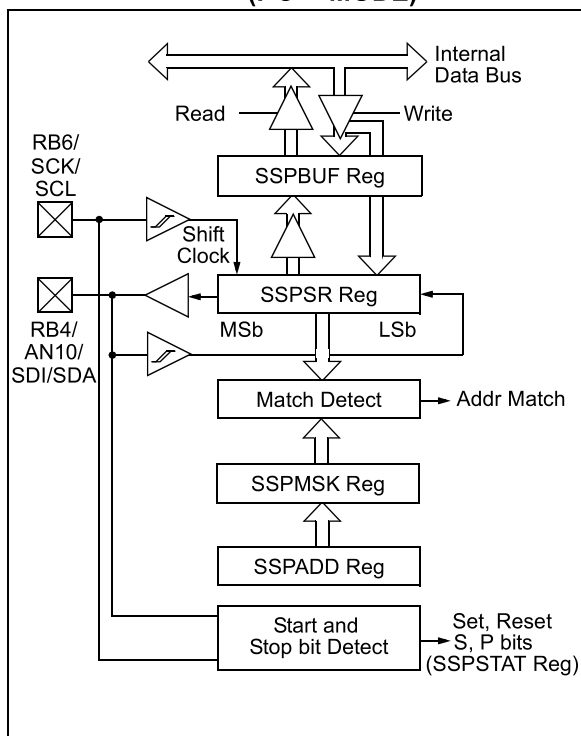 MODE)
Internal
Data Bus
Read
Write
RB6/
SCK/
SCL
SSPBUF Reg
Shift
Clock
SSPSR Reg
MSb
LSb
RB4/
AN10/
SDI/SDA
Match Detect
Addr Match
SSPMSK Reg
SSPADD Reg
Start and
Stop bit Detect
Set, Reset
S, P bits
(SSPSTAT Reg)